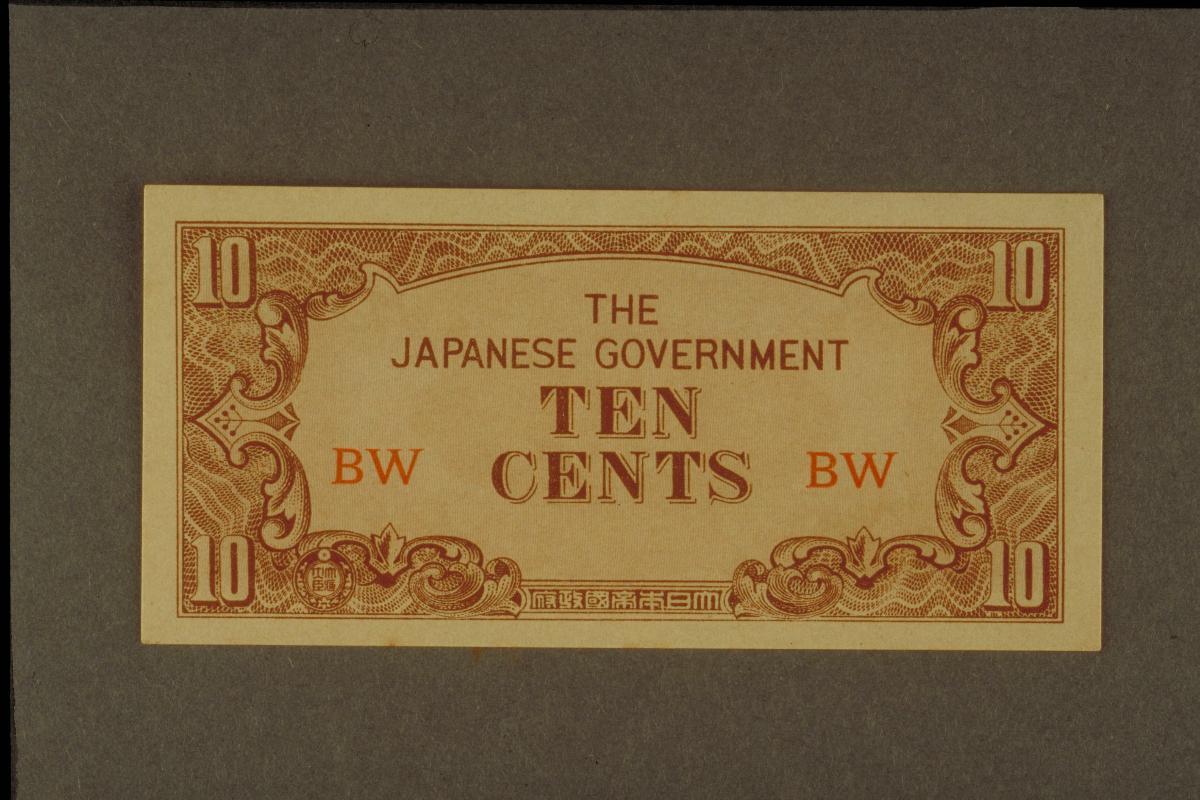 10 10
THE
JAPANESE GOVERNMENT
TEN
BW CENTS BW
10 10
府政國帝本日大